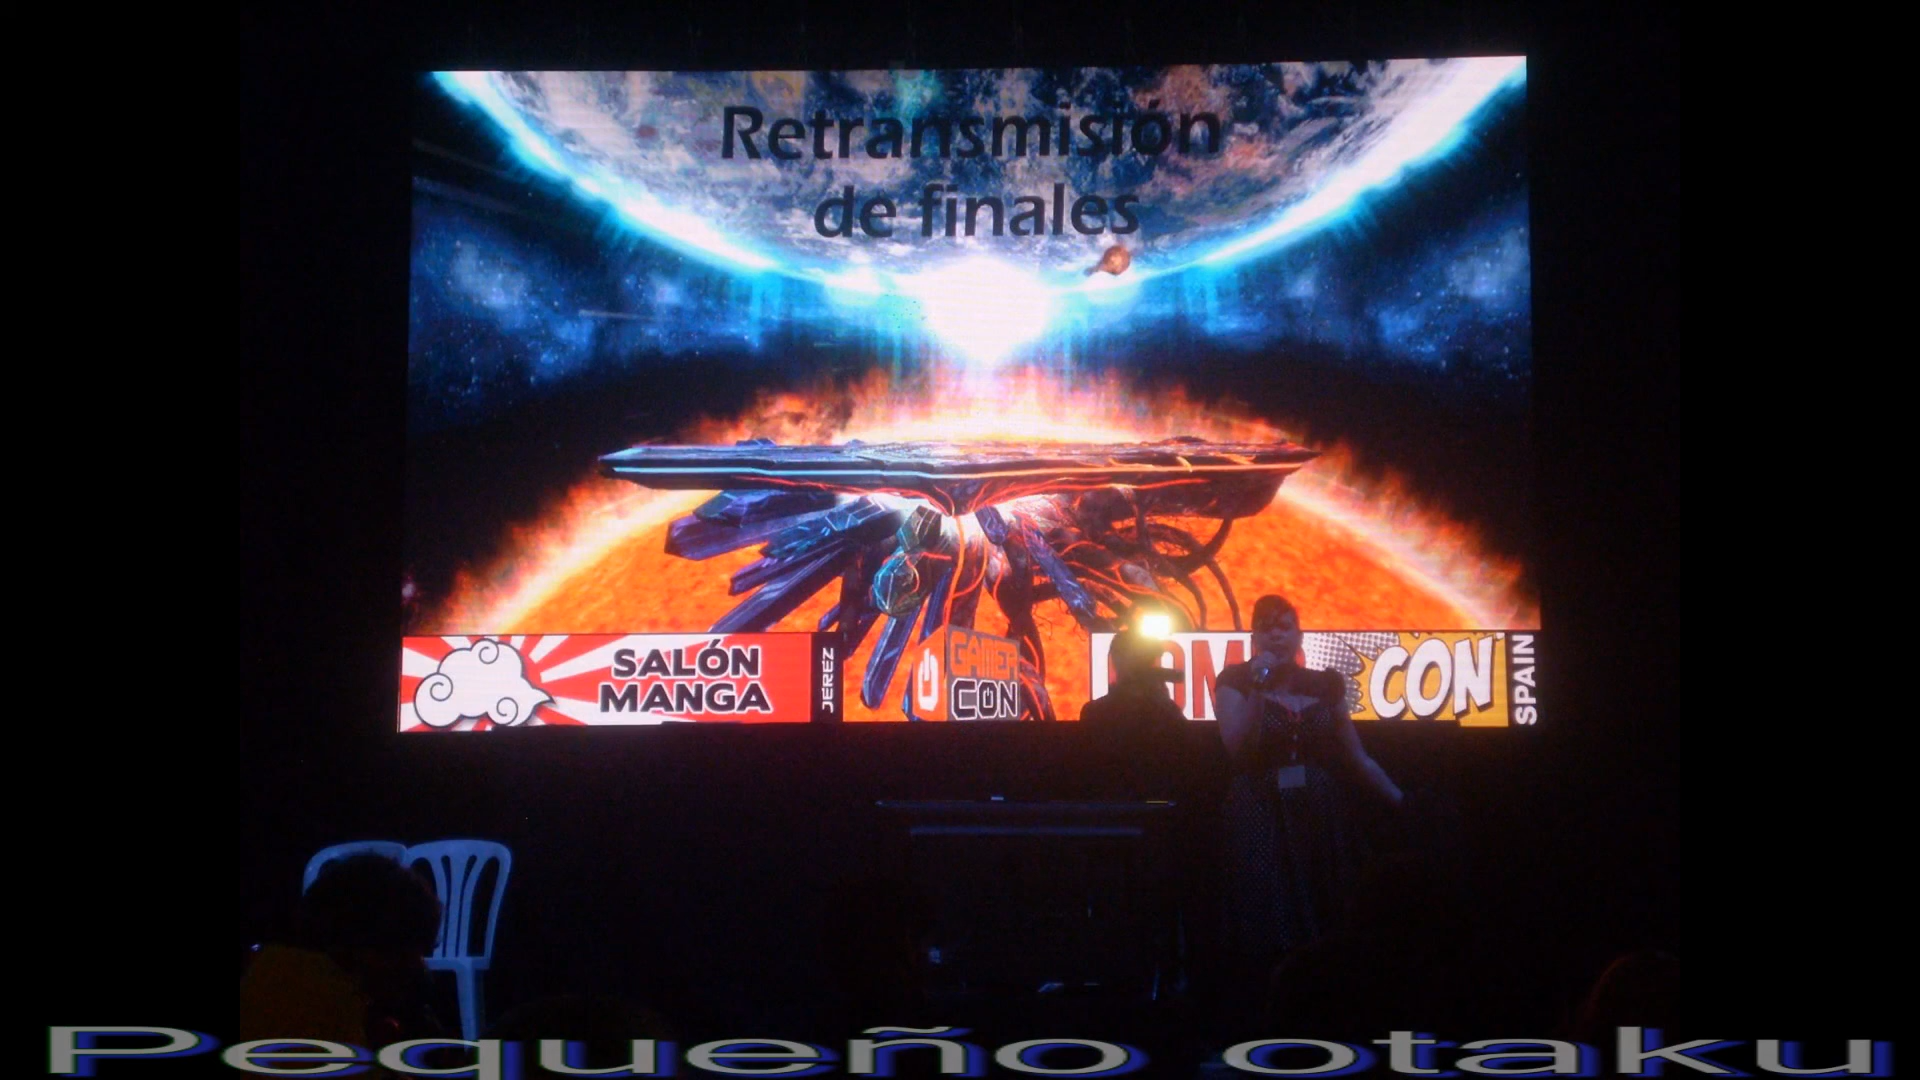 Retransmisión
de finales
SALÓN
MANGA
JEREZ
GAMER
CON
CON
SPAIN
Pequeño otaku